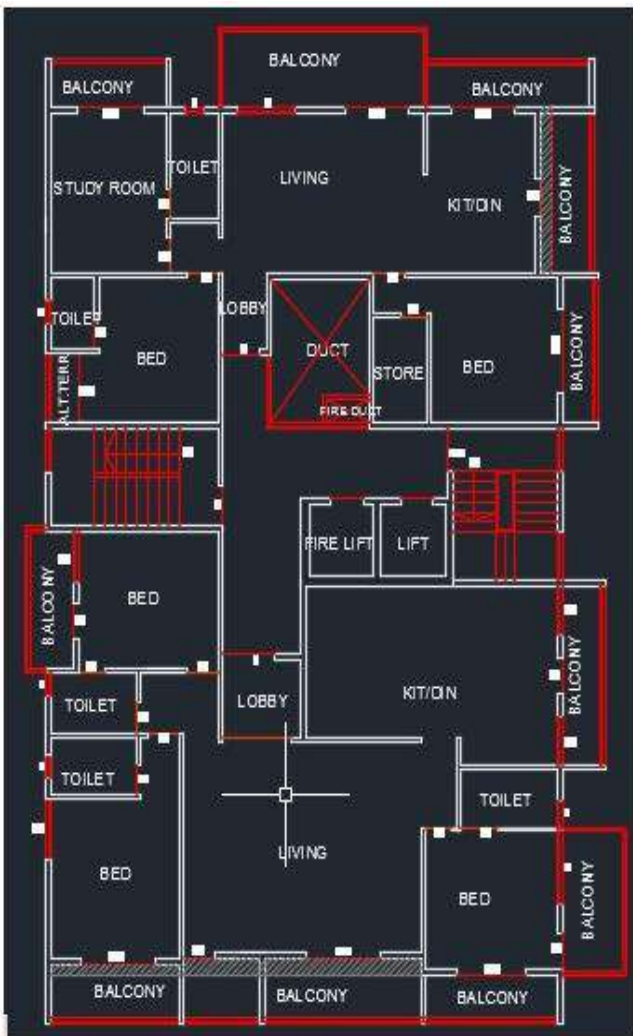 BALCONY
BALCONY
BALCONY
TOILET
LIVING
STUDY ROOM
KIT/DIN
BALCONY
LOBBY
TOILET
BED
DUCT
STORE
BED
BALCONY
ALT.TERR
FIRE DUCT
FIRE LIFT
LIFT
BALCONY
BED
KIT/DIN
BALCONY
TOILET
LOBBY
TOILET
TOILET
LIVING
BED
BED
BALCONY
BALCONY
BALCONY
BALCONY